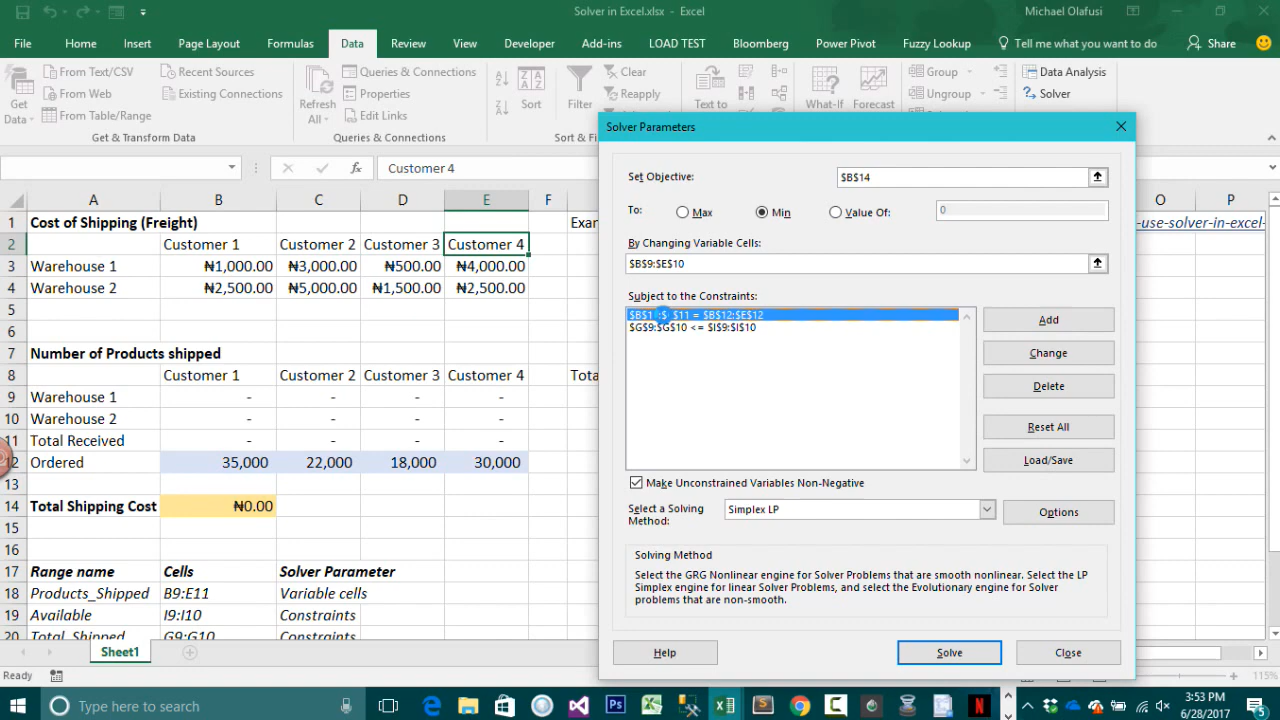 Solver in Excel.xlsx - Excel
Michael Olafusi
File Home Insert Page Layout Formulas Data Review View Developer Add-ins LOAD TEST Bloomberg Power Pivot Fuzzy Lookup Tell me what you want to do Share
From Text/CSV Recent Sources Queries & Connections Clear Group Data Analysis
From Web Existing Connections Properties Reapply Ungroup Solver
From Table/Range Edit Links
Get Data Refresh All Sort Filter Text to What-If Forecast
Get & Transform Data Queries & Connections Sort &
Customer 4
A B C D E F O P
1 Cost of Shipping (Freight)
2 Customer 1 Customer 2 Customer 3 Customer 4
3 Warehouse 1 ₦1,000.00 ₦3,000.00 ₦500.00 ₦4,000.00
4 Warehouse 2 ₦2,500.00 ₦5,000.00 ₦1,500.00 ₦2,500.00
5
6
7 Number of Products shipped
8 Customer 1 Customer 2 Customer 3 Customer 4
9 Warehouse 1 - - - -
10 Warehouse 2 - - - -
11 Total Received - - - -
Ordered 35,000 22,000 18,000 30,000
13
14 Total Shipping Cost ₦0.00
15
16
17 Range name Cells Solver Parameter
18 Products_Shipped B9:E11 Variable cells
19 Available I9:I10 Constraints
20 Total_Shipped G9:G10 Constraints
-use-solver-in-excel-
Solver Parameters
Set Objective: $B$14
To: Max Min Value Of: 0
By Changing Variable Cells:
$B$9:$E$10
Subject to the Constraints:
$11 = $B$12:$E$12
$G$9:$G$10 <= $I$9:$I$10
Add
Change
Delete
Reset All
Load/Save
Make Unconstrained Variables Non-Negative
Select a Solving Method: Simplex LP Options
Solving Method
Select the GRG Nonlinear engine for Solver Problems that are smooth nonlinear. Select the LP
Simplex engine for linear Solver Problems, and select the Evolutionary engine for Solver
problems that are non-smooth.
Help Solve Close
Sheet1
Ready
115%
Type here to search
3:53 PM
6/28/2017
5